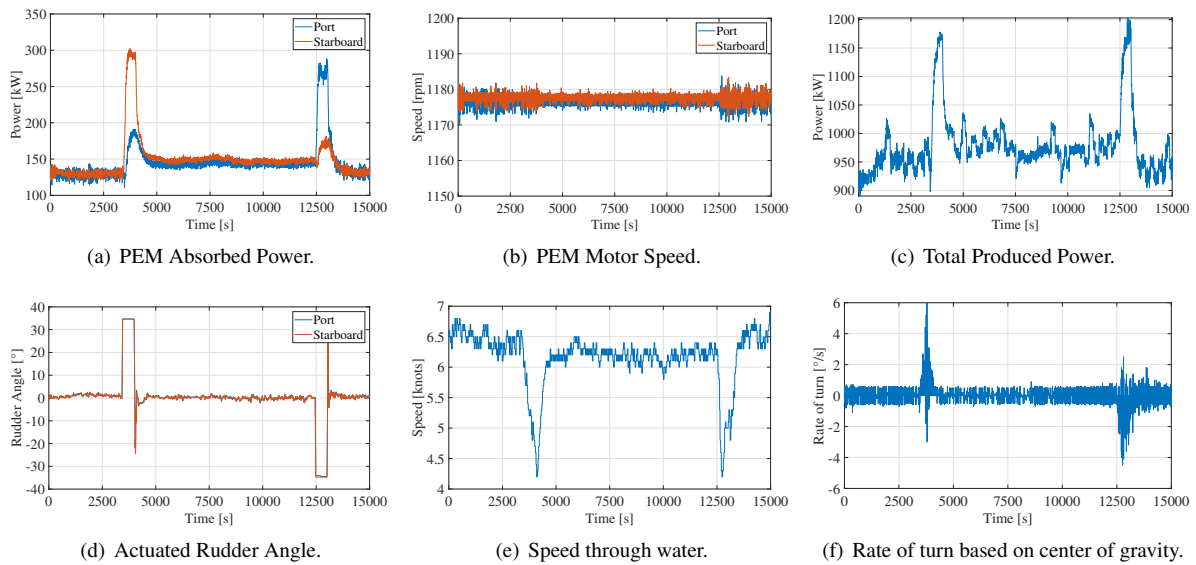 350
300
250
200
150
100
Power [kW]
Port
Starboard
0 2500 5000 7500 10000 12500 15000
Time [s]
(a) PEM Absorbed Power.
1200
1190
1180
1170
1160
1150
Speed [rpm]
Port
Starboard
0 2500 5000 7500 10000 12500 15000
Time [s]
(b) PEM Motor Speed.
1200
1150
1100
1050
1000
950
900
Power [kW]
0 2500 5000 7500 10000 12500 15000
Time [s]
(c) Total Produced Power.
40
30
20
10
0
-10
-20
-30
-40
Rudder Angle [°]
Port
Starboard
0 2500 5000 7500 10000 12500 15000
Time [s]
(d) Actuated Rudder Angle.
7
6.5
6
5.5
5
4.5
4
Speed [knots]
0 2500 5000 7500 10000 12500 15000
Time [s]
(e) Speed through water.
6
4
2
0
-2
-4
-6
Rate of turn [°/s]
0 2500 5000 7500 10000 12500 15000
Time [s]
(f) Rate of turn based on center of gravity.